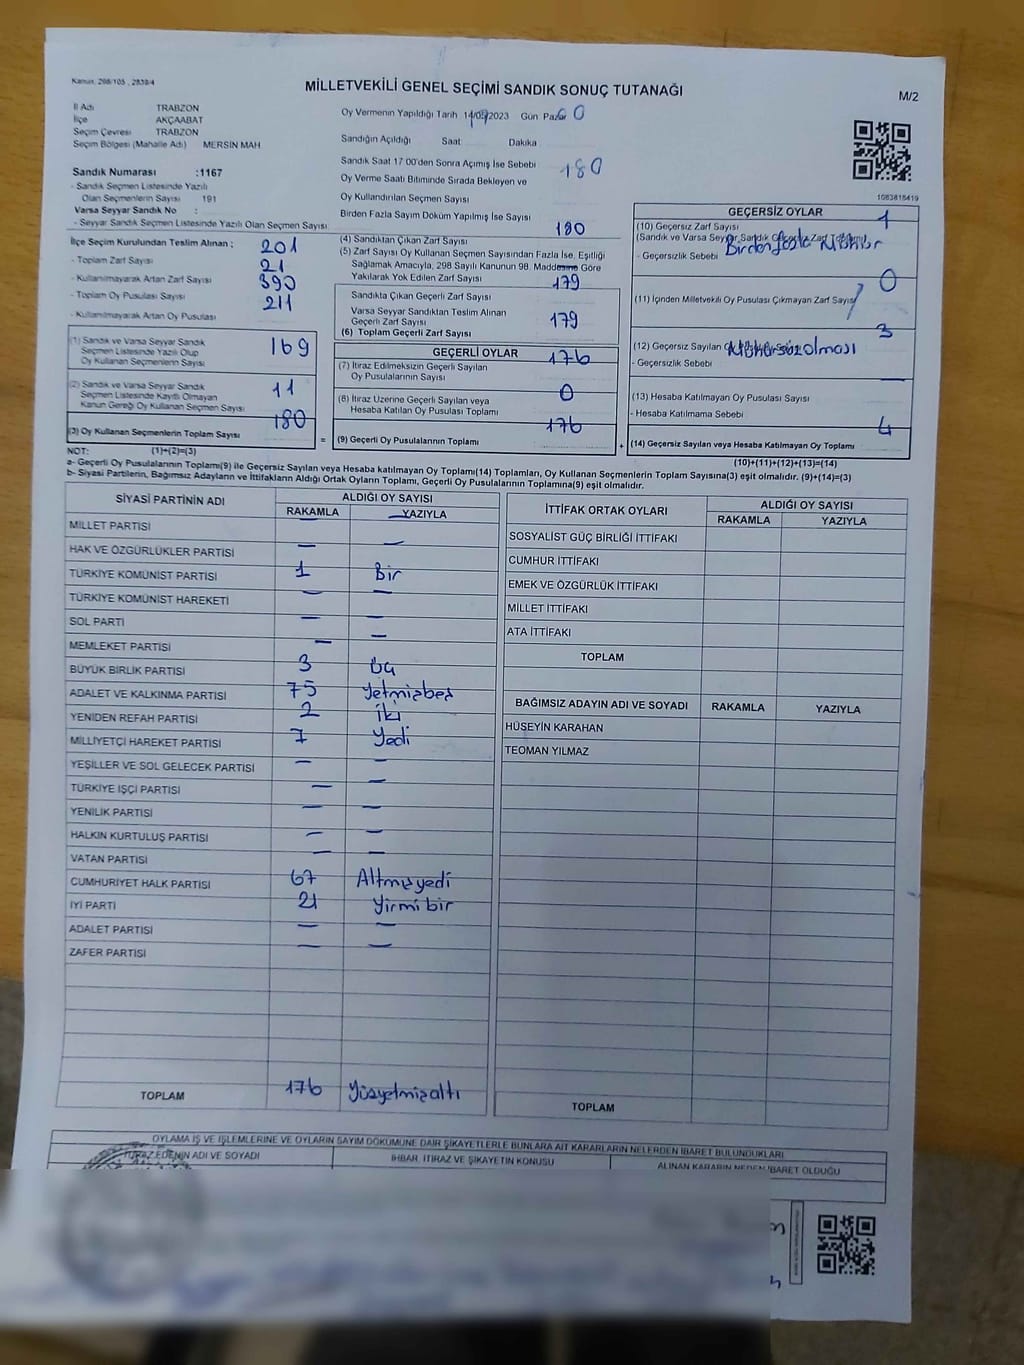 Kanun, 298/105 , 2839/4
MİLLETVEKİLİ GENEL SEÇİMİ SANDIK SONUÇ TUTANAĞI
M/2
İl Adı TRABZON
İlçe AKÇAABAT
Seçim Çevresi TRABZON
Seçim Bölgesi (Mahalle Adı) MERSİN MAH
Sandık Numarası :1167
- Sandık Seçmen Listesinde Yazılı
Olan Seçmenlerin Sayısı 191
Varsa Seyyar Sandık No :
- Seyyar Sandık Seçmen Listesinde Yazılı Olan Seçmen Sayısı
Oy Vermenin Yapıldığı Tarih 14/05/2023 Gün Pazar 0
Sandığın Açıldığı Saat Dakika
Sandık Saat 17 00'den Sonra Açımış İse Sebebi 180
Oy Verme Saati Bitiminde Sırada Bekleyen ve
Oy Kullandırılan Seçmen Sayısı
Birden Fazla Sayım Döküm Yapılmış İse Sayısı
1083818419
İlçe Seçim Kurulundan Teslim Alınan ; 201
- Toplam Zarf Sayısı 21
- Kullanılmayarak Artan Zarf Sayısı 390
- Toplam Oy Pusulası Sayısı 211
- Kullanılmayarak Artan Oy Pusulası
(1) Sandık ve Varsa Seyyar Sandık
Seçmen Listesinde Yazılı Olup
Oy Kullanan Seçmenlerin Sayısı 169
(2) Sandık ve Varsa Seyyar Sandık
Seçmen Listesinde Kayıtlı Olmayan
Kanun Gereği Oy Kullanan Seçmen Sayısı 11
(3) Oy Kullanan Seçmenlerin Toplam Sayısı 180
(1)+(2)=(3)
(4) Sandıktan Çıkan Zarf Sayısı 180
(5) Zarf Sayısı Oy Kullanan Seçmen Sayısından Fazla İse, Eşitliği
Sağlamak Amacıyla, 298 Sayılı Kanunun 98. Maddesine Göre
Yakılarak Yok Edilen Zarf Sayısı 179
Sandıkta Çıkan Geçerli Zarf Sayısı
Varsa Seyyar Sandıktan Teslim Alınan
Geçerli Zarf Sayısı 179
(6) Toplam Geçerli Zarf Sayısı
GEÇERLİ OYLAR
(7) İtiraz Edilmeksizin Geçerli Sayılan
Oy Pusulalarının Sayısı 176
(8) İtiraz Üzerine Geçerli Sayılan veya
Hesaba Katılan Oy Pusulası Toplamı 0
= (9) Geçerli Oy Pusulalarının Toplamı 176 +
GEÇERSİZ OYLAR
(10) Geçersiz Zarf Sayısı 1
(Sandık ve Varsa Seyyar Sandık Geçersiz Zarf Toplamı)
- Geçersizlik Sebebi Birden fazla Mühür
(11) İçinden Milletvekili Oy Pusulası Çıkmayan Zarf Sayısı 0
(12) Geçersiz Sayılan 3
- Geçersizlik Sebebi Mühürsüz olması
(13) Hesaba Katılmayan Oy Pusulası Sayısı —
- Hesaba Katılmama Sebebi
(14) Geçersiz Sayılan veya Hesaba Katılmayan Oy Toplamı 4
(10)+(11)+(12)+(13)=(14)
NOT:
a- Geçerli Oy Pusulalarının Toplamı(9) ile Geçersiz Sayılan veya Hesaba katılmayan Oy Toplamı(14) Toplamları, Oy Kullanan Seçmenlerin Toplam Sayısına(3) eşit olmalıdır. (9)+(14)=(3)
b- Siyasi Partilerin, Bağımsız Adayların ve İttifakların Aldığı Ortak Oyların Toplamı, Geçerli Oy Pusulalarının Toplamına(9) eşit olmalıdır.
SİYASİ PARTİNİN ADI ALDIĞI OY SAYISI
RAKAMLA YAZIYLA
MİLLET PARTİSİ — —
HAK VE ÖZGÜRLÜKLER PARTİSİ — —
TÜRKİYE KOMÜNİST PARTİSİ 1 Bir
TÜRKİYE KOMÜNİST HAREKETİ — —
SOL PARTİ — —
MEMLEKET PARTİSİ — —
BÜYÜK BİRLİK PARTİSİ 3 üç
ADALET VE KALKINMA PARTİSİ 75 yetmişbeş
YENİDEN REFAH PARTİSİ 2 İki
MİLLİYETÇİ HAREKET PARTİSİ 7 Yedi
YEŞİLLER VE SOL GELECEK PARTİSİ — —
TÜRKİYE İŞÇİ PARTİSİ — —
YENİLİK PARTİSİ — —
HALKIN KURTULUŞ PARTİSİ — —
VATAN PARTİSİ — —
CUMHURİYET HALK PARTİSİ 67 Altmışyedi
İYİ PARTİ 21 Yirmi bir
ADALET PARTİSİ — —
ZAFER PARTİSİ — —
TOPLAM 176 Yüzyetmişaltı
İTTİFAK ORTAK OYLARI ALDIĞI OY SAYISI
RAKAMLA YAZIYLA
SOSYALİST GÜÇ BİRLİĞİ İTTİFAKI
CUMHUR İTTİFAKI
EMEK VE ÖZGÜRLÜK İTTİFAKI
MİLLET İTTİFAKI
ATA İTTİFAKI
TOPLAM
BAĞIMSIZ ADAYIN ADI VE SOYADI RAKAMLA YAZIYLA
HÜSEYİN KARAHAN
TEOMAN YILMAZ
TOPLAM
OYLAMA İŞ VE İŞLEMLERİNE VE OYLARIN SAYIM DÖKÜMÜNE DAİR ŞİKAYETLERLE BUNLARA AİT KARARLARIN NELERDEN İBARET BULUNDUKLARI
İTİRAZ EDENİN ADI VE SOYADI İHBAR, İTİRAZ VE ŞİKAYETİN KONUSU ALINAN KARARIN NEDEN İBARET OLDUĞU